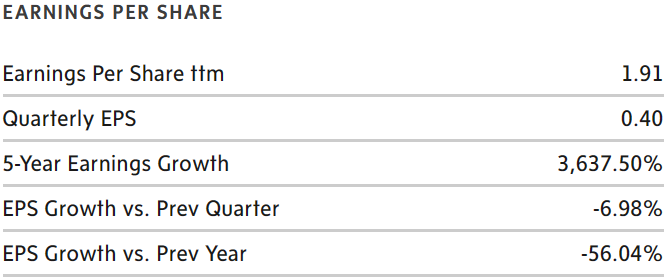 EARNINGS PER SHARE
Earnings Per Share ttm 1.91
Quarterly EPS 0.40
5-Year Earnings Growth 3,637.50%
EPS Growth vs. Prev Quarter -6.98%
EPS Growth vs. Prev Year -56.04%